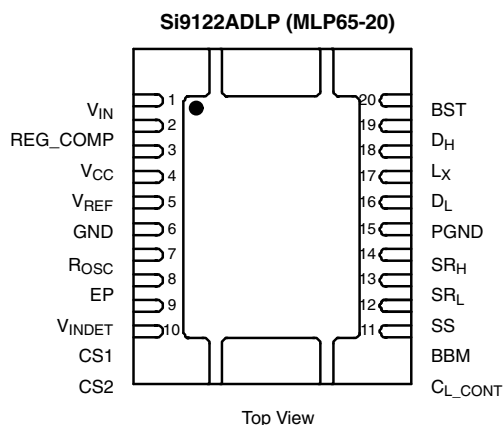 Si9122ADLP (MLP65-20)
1 20
V_IN BST
2 19
REG_COMP D_H
3 18
V_CC L_X
4 17
V_REF D_L
5 16
GND PGND
6 15
R_OSC SR_H
7 14
EP SR_L
8 13
V_INDET SS
9 12
CS1 BBM
10 11
CS2 C_L_CONT
Top View